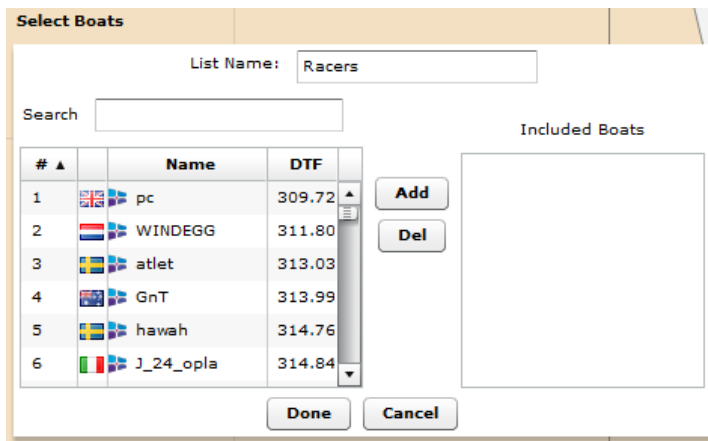 Select Boats
List Name: Racers
Search
Included Boats
# ▲ Name DTF
1 pc 309.72
2 WINDEGG 311.80
3 atlet 313.03
4 GnT 313.99
5 hawah 314.76
6 J_24_opla 314.84
Add
Del
Done Cancel